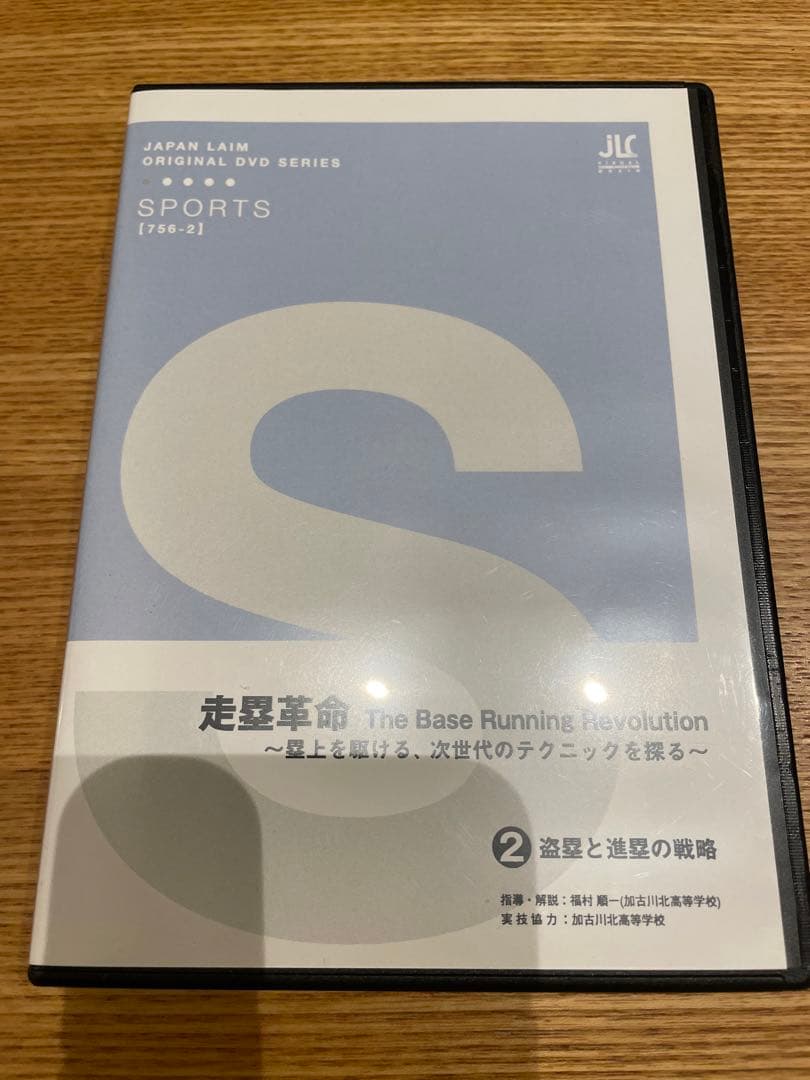 JAPAN LAIM
ORIGINAL DVD SERIES
SPORTS
【756-2】
JLC
VISUAL
COMMUNICATION
BRAIN
S
走塁革命 The Base Running Revolution
～塁上を駆ける、次世代のテクニックを探る～
2 盗塁と進塁の戦略
指導・解説：福村 順一(加古川北高等学校)
実技協力：加古川北高等学校